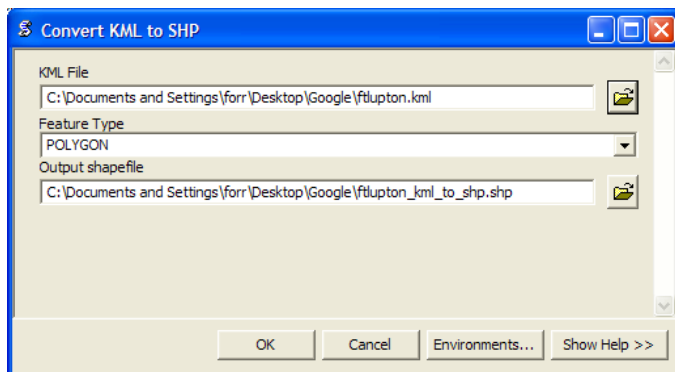 Convert KML to SHP
KML File
C:\Documents and Settings\forr\Desktop\Google\ftlupton.kml
Feature Type
POLYGON
Output shapefile
C:\Documents and Settings\forr\Desktop\Google\ftlupton_kml_to_shp.shp
OK Cancel Environments... Show Help >>